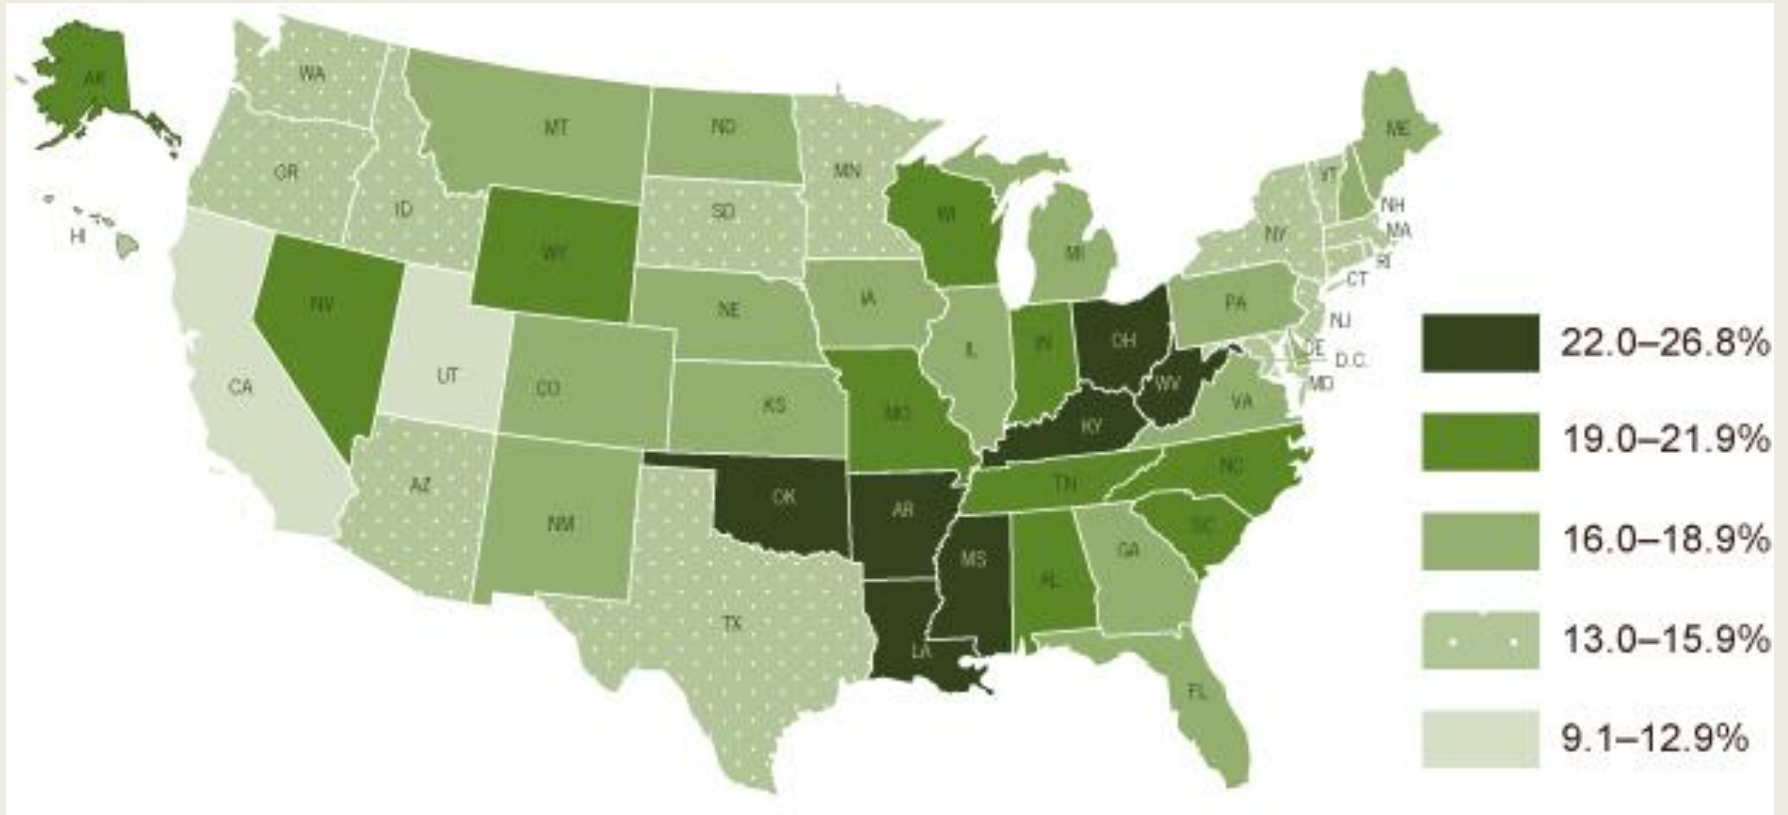 AK
WA
MT
ND
MN
ME
VT
NH
OR
ID
SD
WI
NY
MA
HI
WY
MI
RI
CT
NV
NE
IA
PA
NJ
CA
UT
CO
IL
IN
OH
DE
D.C.
MD
WV
VA
KS
MO
KY
AZ
NM
OK
AR
TN
NC
SC
MS
AL
GA
TX
LA
FL
22.0–26.8%
19.0–21.9%
16.0–18.9%
13.0–15.9%
9.1–12.9%